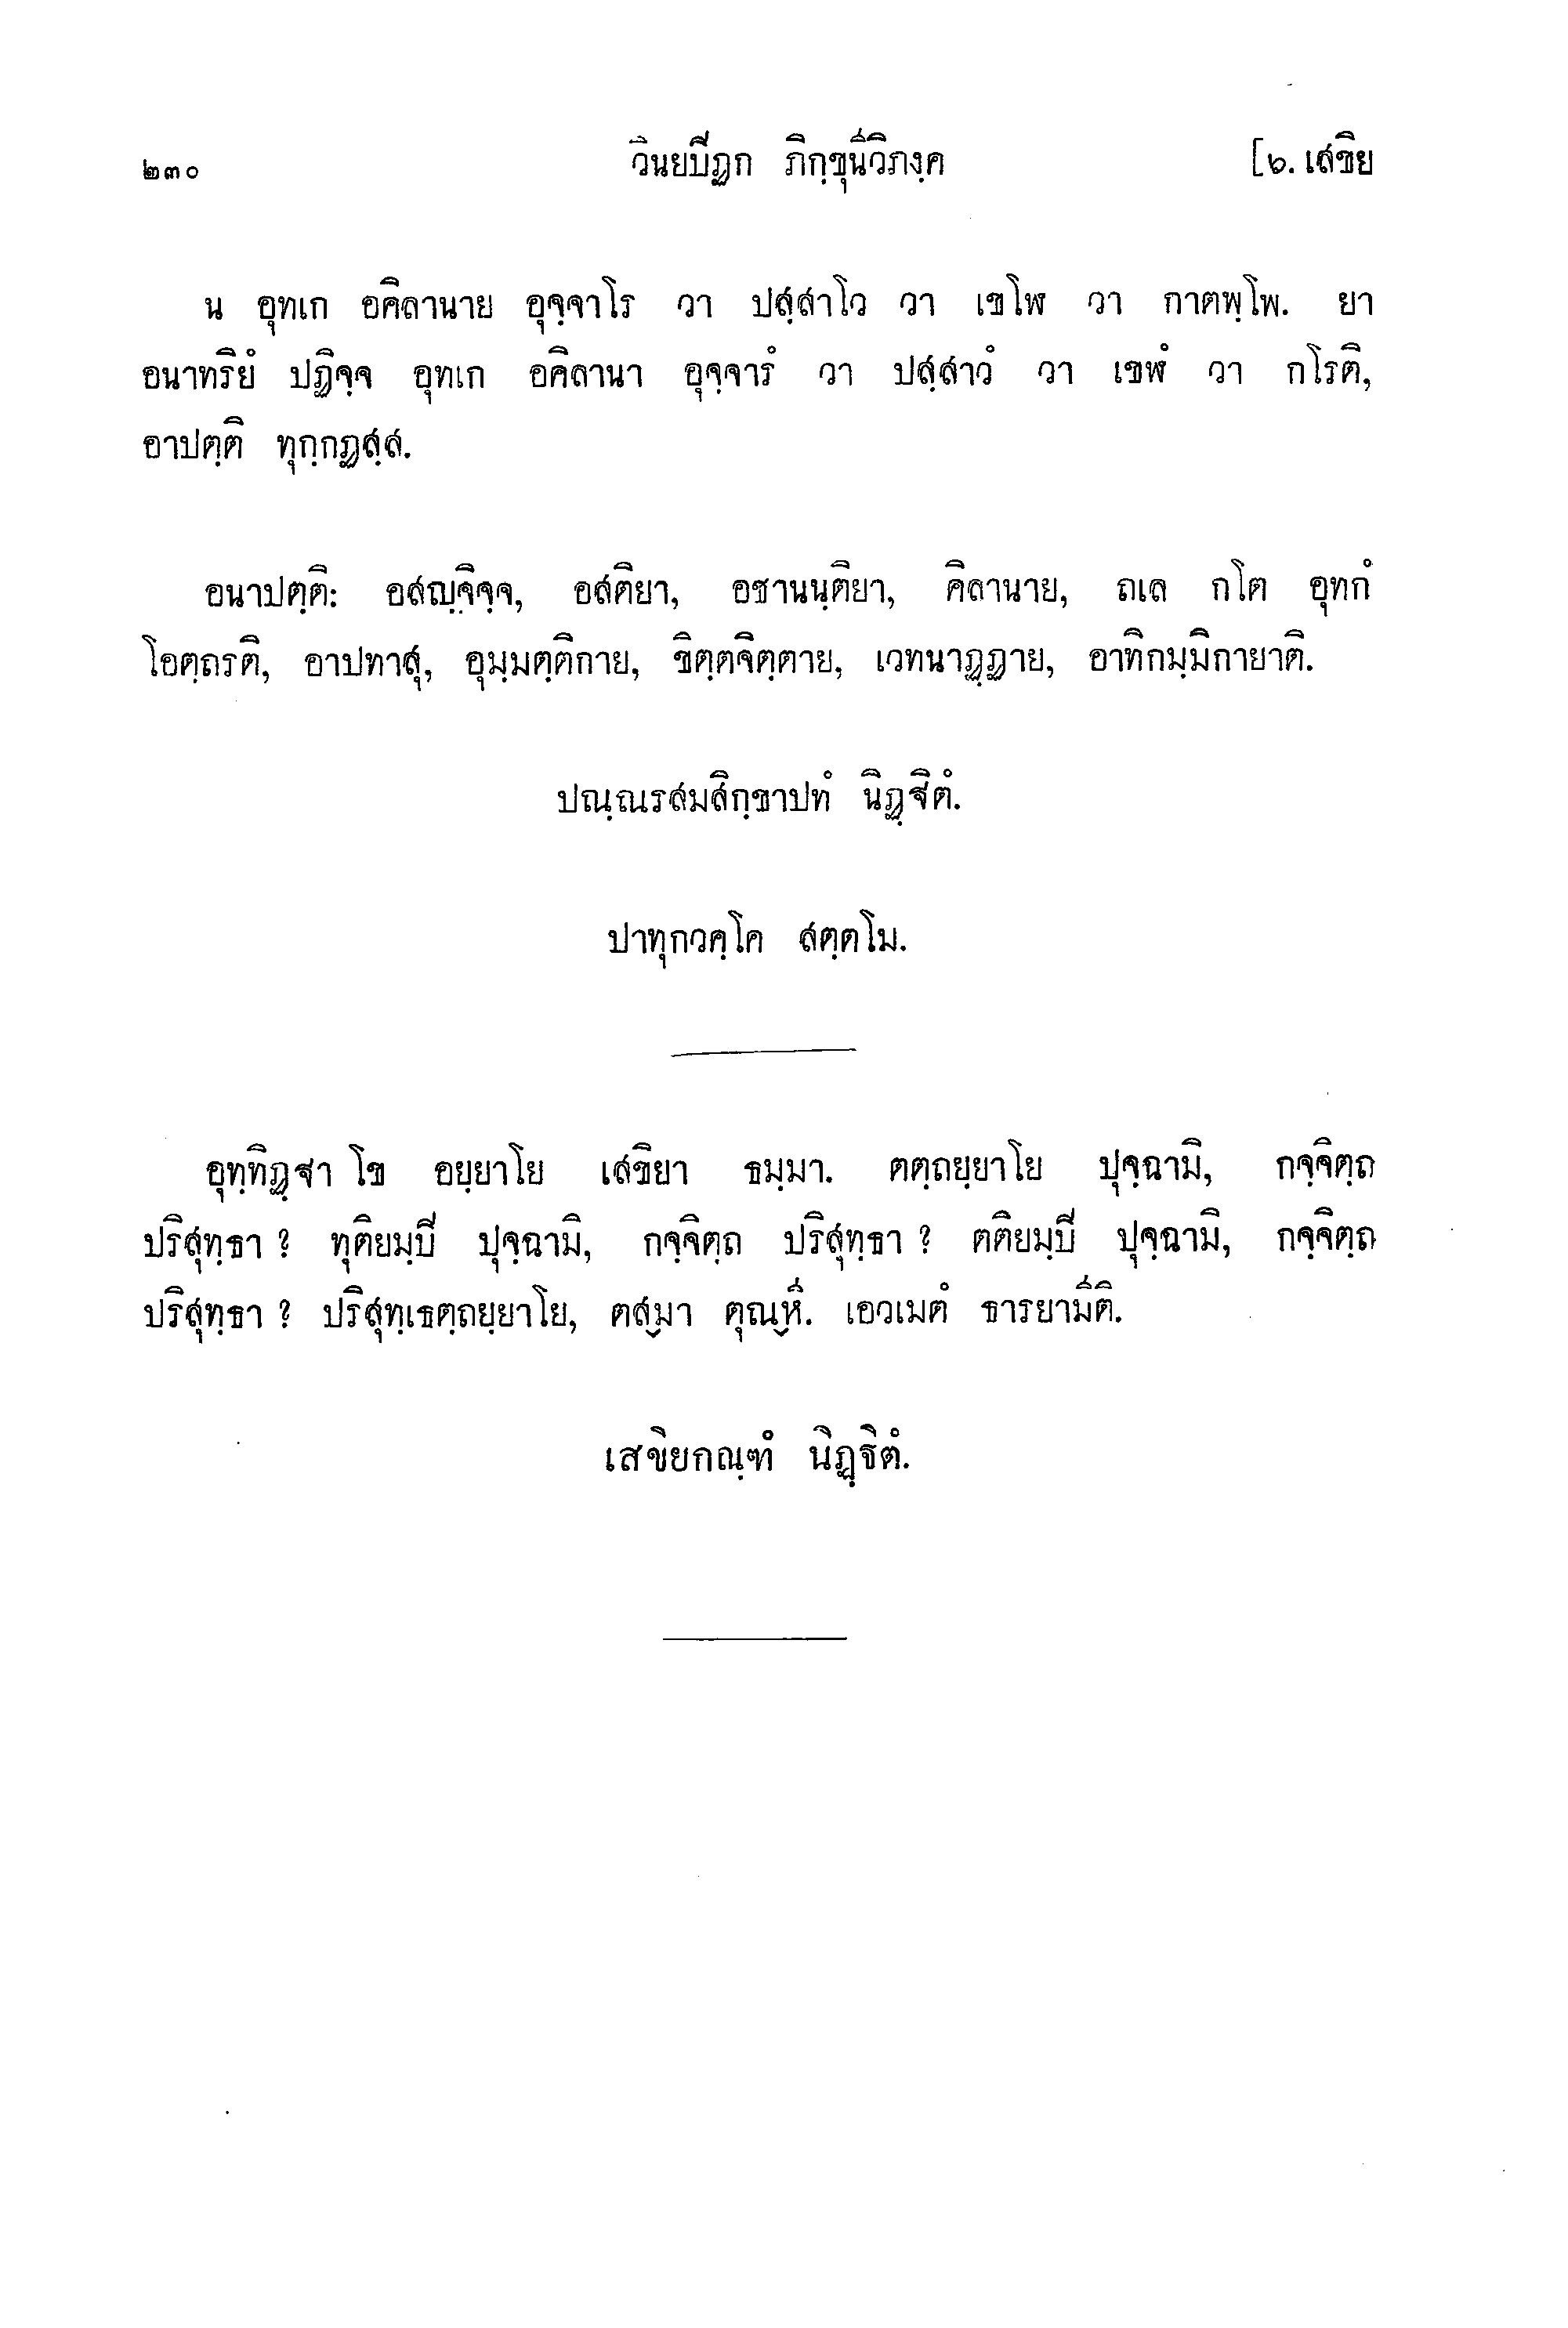 ๒๓๐ วินยปีฏก ภิกฺขุนีวิภงฺค [๖. เสขิย
น อุทเก อคิลานาย อุจฺจาโร วา ปสฺสาโว วา เขโฬ วา กาตพฺโพ. ยา
อนาทริยํ ปฏิจฺจ อุทเก อคิลานา อุจฺจารํ วา ปสฺสาวํ วา เขฬํ วา กโรติ,
อาปตฺติ ทุกฺกฏสฺส.
อนาปตฺติ: อสญฺจิจฺจ, อสติยา, อชานนฺติยา, คิลานาย, ถเล กโต อุทกํ
โอตฺถรติ, อาปทาสุ, อุมฺมตฺติกาย, ขิตฺตจิตฺตาย, เวทนาฏฺฏาย, อาทิกมฺมิกายาติ.
ปณฺณรสมสิกฺขาปทํ นิฏฺฐิตํ.
ปาทุกวคฺโค สตฺตโม.
อุทฺทิฏฺฐา โข อยฺยาโย เสขิยา ธมฺมา. ตตฺถยฺยาโย ปุจฺฉามิ, กจฺจิตฺถ
ปริสุทฺธา ? ทุติยมฺปี ปุจฺฉามิ, กจฺจิตฺถ ปริสุทฺธา ? ตติยมฺปี ปุจฺฉามิ, กจฺจิตฺถ
ปริสุทฺธา ? ปริสุทฺเธตฺถยฺยาโย, ตสฺมา ตุณฺหี. เอวเมตํ ธารยามีติ.
เสขิยกณฺฑํ นิฏฺฐิตํ.